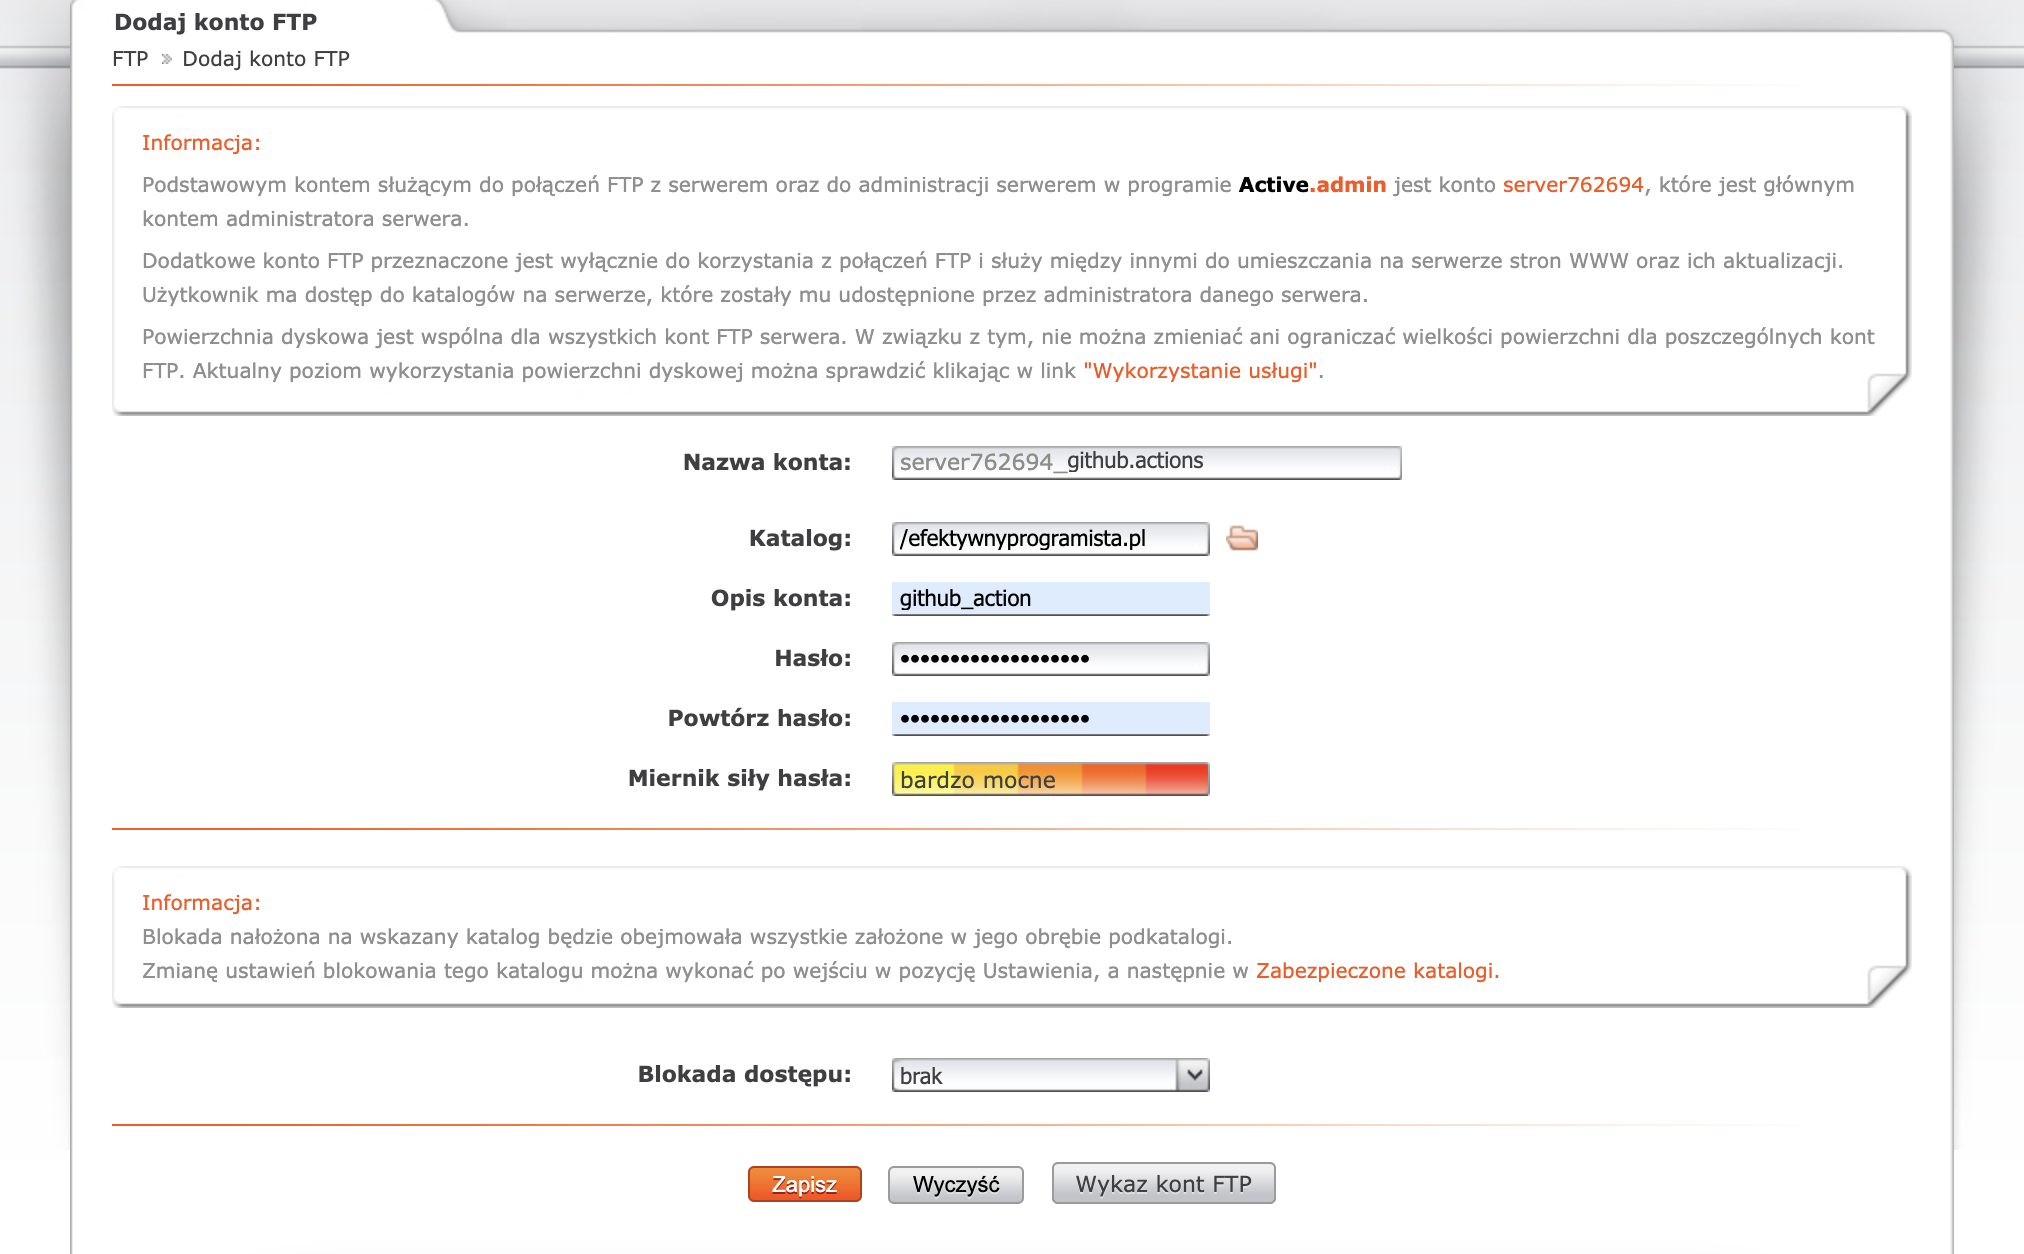 Dodaj konto FTP
FTP » Dodaj konto FTP
Informacja:
Podstawowym kontem służącym do połączeń FTP z serwerem oraz do administracji serwerem w programie Active.admin jest konto server762694, które jest głównym
kontem administratora serwera.
Dodatkowe konto FTP przeznaczone jest wyłącznie do korzystania z połączeń FTP i służy między innymi do umieszczania na serwerze stron WWW oraz ich aktualizacji.
Użytkownik ma dostęp do katalogów na serwerze, które zostały mu udostępnione przez administratora danego serwera.
Powierzchnia dyskowa jest wspólna dla wszystkich kont FTP serwera. W związku z tym, nie można zmieniać ani ograniczać wielkości powierzchni dla poszczególnych kont
FTP. Aktualny poziom wykorzystania powierzchni dyskowej można sprawdzić klikając w link "Wykorzystanie usługi".
Nazwa konta: server762694_github.actions
Katalog: /efektywnyprogramista.pl
Opis konta: github_action
Hasło: •••••••••••••••••••
Powtórz hasło: •••••••••••••••••••
Miernik siły hasła: bardzo mocne
Informacja:
Blokada nałożona na wskazany katalog będzie obejmowała wszystkie założone w jego obrębie podkatalogi.
Zmianę ustawień blokowania tego katalogu można wykonać po wejściu w pozycję Ustawienia, a następnie w Zabezpieczone katalogi.
Blokada dostępu: brak
Zapisz Wyczyść Wykaz kont FTP